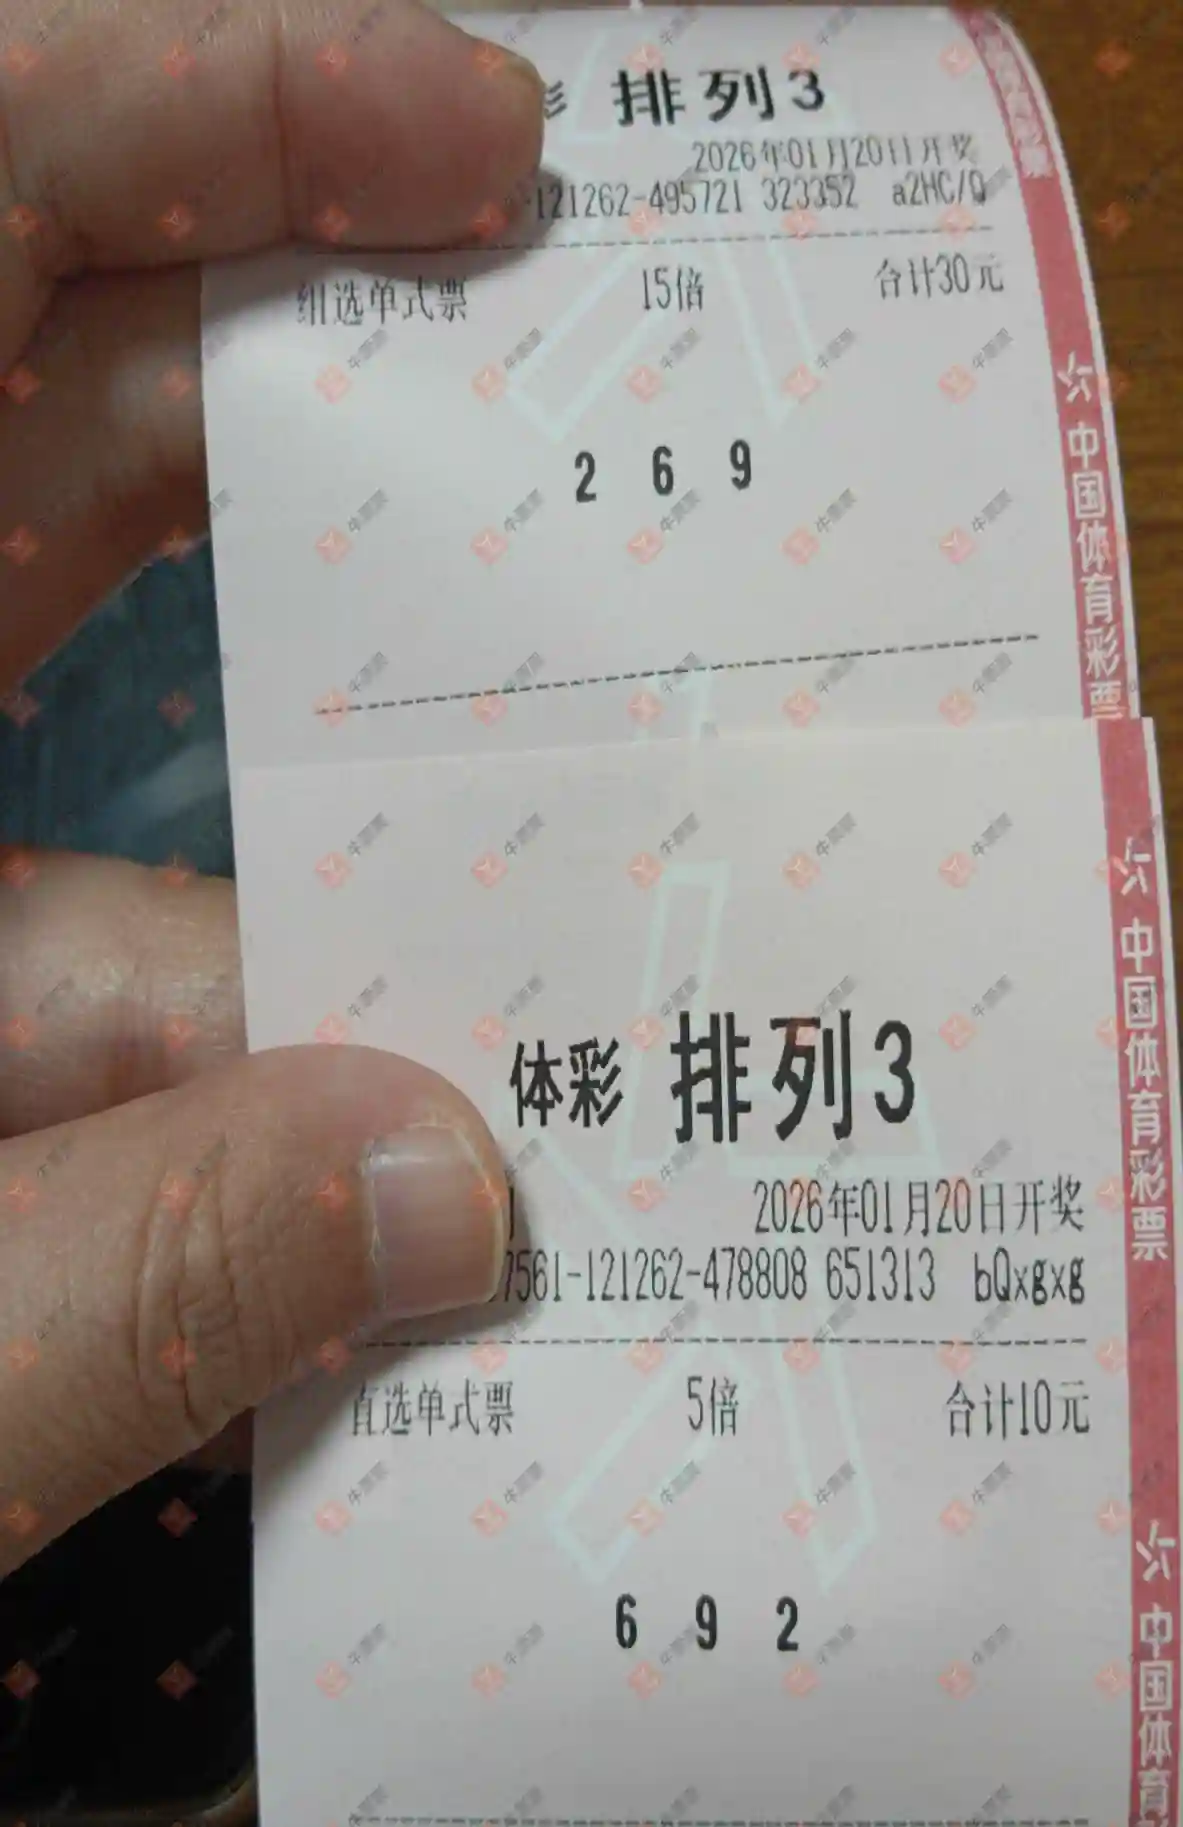 彩 排列3
2026年01月20日开奖
-121262-495721 323352 a2HC/Q
组选单式票 15倍 合计30元
2 6 9
中国体育彩票
体彩 排列3
2026年01月20日开奖
7561-121262-478808 651313 bQxgxg
直选单式票 5倍 合计10元
6 9 2
中国体育彩票
中国体育